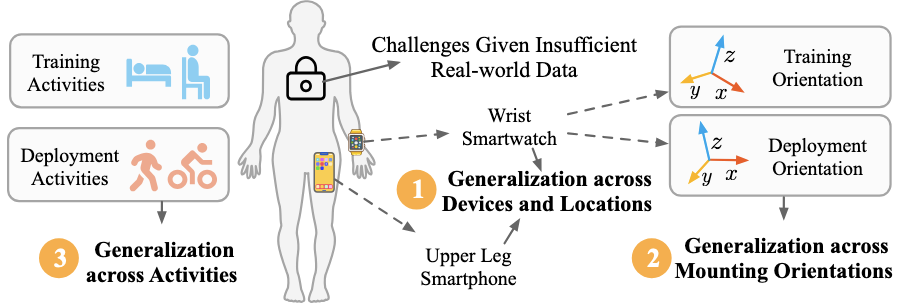 Training
Activities
Deployment
Activities
3
Generalization
across Activities
Challenges Given Insufficient
Real-world Data
Wrist
Smartwatch
1
Generalization across
Devices and Locations
Upper Leg
Smartphone
z
y
x
Training
Orientation
z
y
x
Deployment
Orientation
2
Generalization across
Mounting Orientations